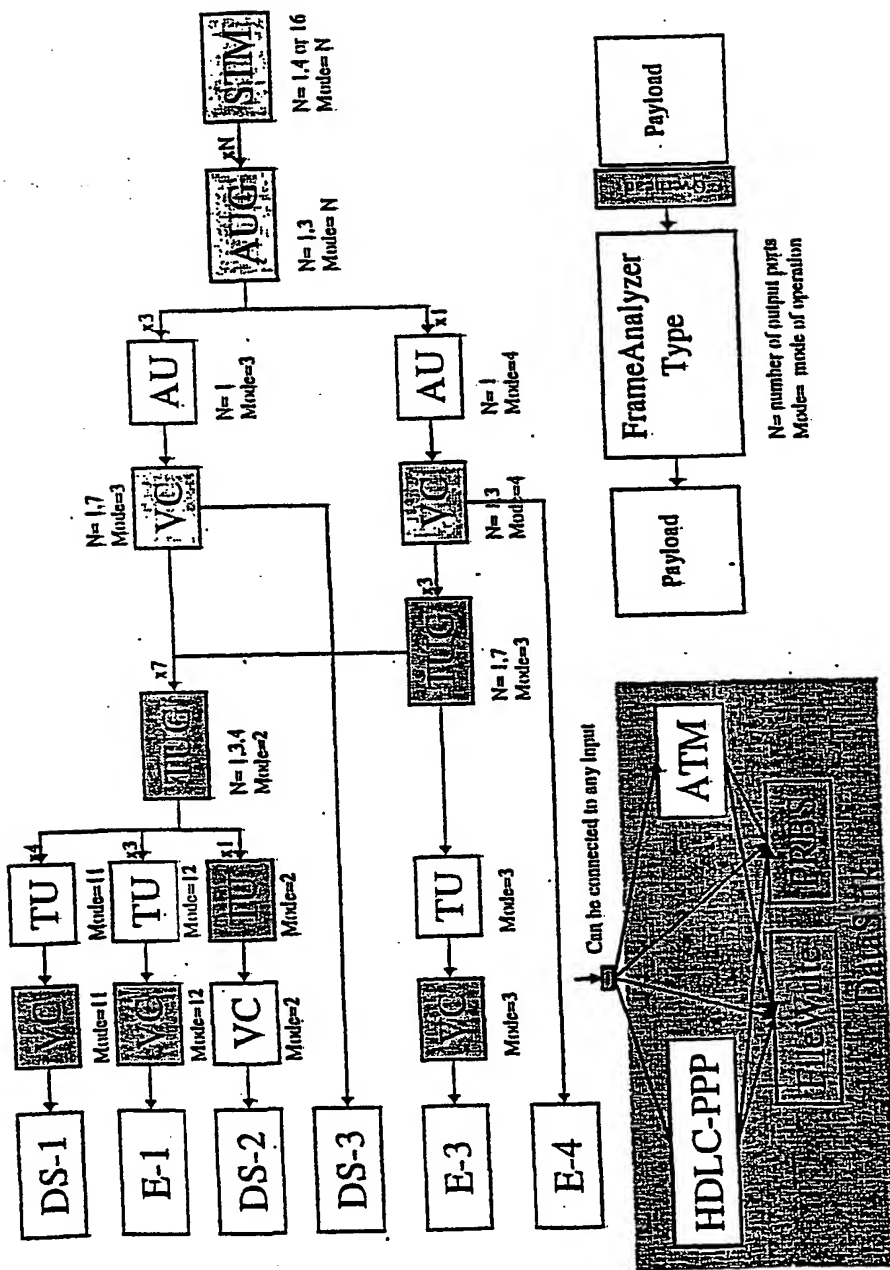 DS-1
VC
Mode=11
TU
Mode=11
x4
E-1
VC
Mode=12
TU
Mode=12
x3
DS-2
VC
Mode=2
TU
Mode=2
x1
TUG
N= 1,3,4
Mode=2
x7
N= 1,7
Mode=3
VC
AU
N= 1
Mode=3
x3
AUG
N= 1,3
Mode= N
xN
STM
N= 1,4 or 16
Mode= N
DS-3
E-3
VC
Mode=3
TU
Mode=3
TUG
N= 1,7
Mode=3
x3
VC
N= 1,3
Mode=4
AU
N= 1
Mode=4
x1
E-4
Can be connected to any Input
HDLC-PPP
ATM
FileWrite
PRBS
DataSink
Payload
FrameAnalyzer
Type
Payload
N= number of output ports
Mode= mode of operation